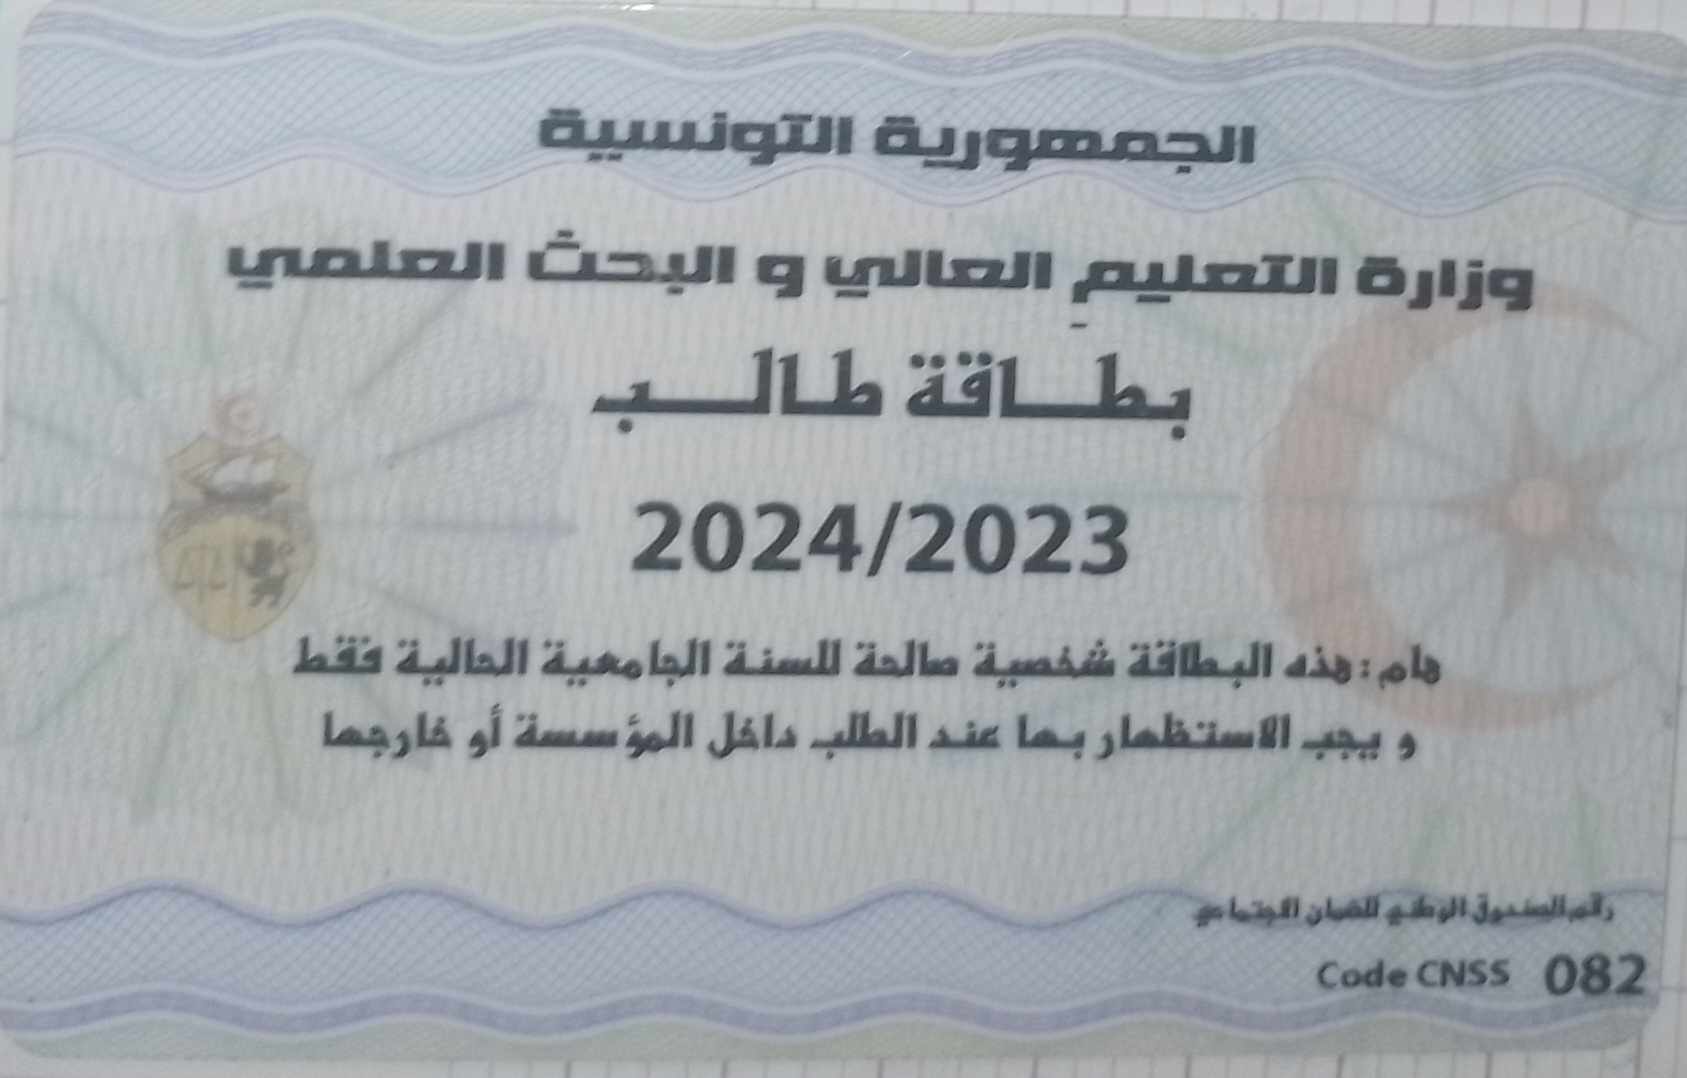 الجمهورية التونسية
وزارة التعليم العالي و البحث العلمي
بطـاقة طـالـب
2024/2023
هام : هذه البطاقة شخصية صالحة للسنة الجامعية الحالية فقط
و يجب الاستظهار بها عند الطلب داخل المؤسسة أو خارجها
رقم الصندوق الوطني للضمان الاجتماعي
Code CNSS 082